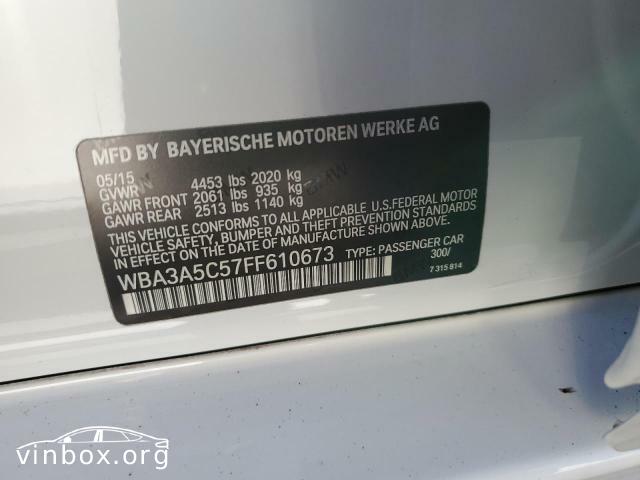 MFD BY BAYERISCHE MOTOREN WERKE AG
05/15
GVWR 4453 lbs 2020 kg
GAWR FRONT 2061 lbs 935 kg
GAWR REAR 2513 lbs 1140 kg
THIS VEHICLE CONFORMS TO ALL APPLICABLE U.S.FEDERAL MOTOR
VEHICLE SAFETY, BUMPER, AND THEFT PREVENTION STANDARDS
IN EFFECT ON THE DATE OF MANUFACTURE SHOWN ABOVE.
WBA3A5C57FF610673 TYPE: PASSENGER CAR
300/
7 315 814
vinbox.org